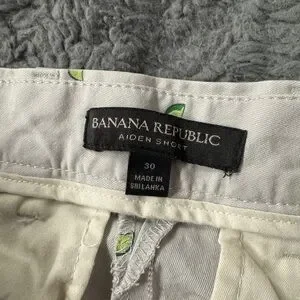 BANANA REPUBLIC
AIDEN SHORT
30
MADE IN
SRI LANKA